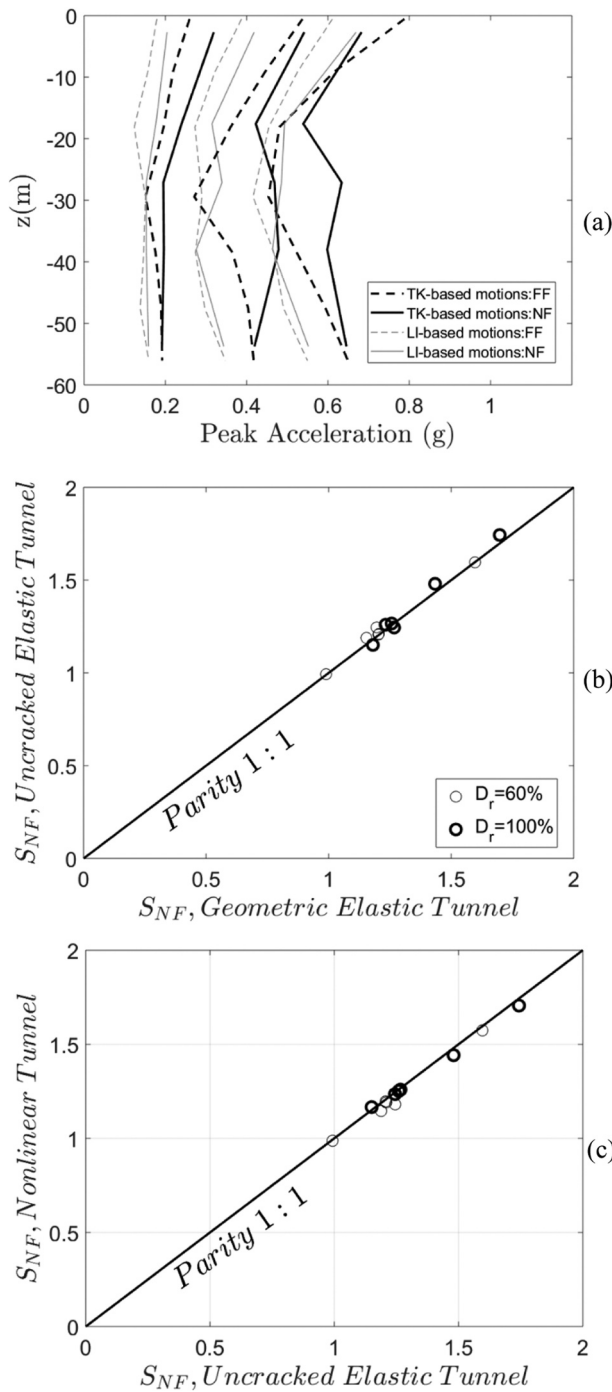 0
-10
-20
-30
-40
-50
-60
z(m)
0 0.2 0.4 0.6 0.8 1
Peak Acceleration (g)
TK-based motions:FF
TK-based motions:NF
LI-based motions:FF
LI-based motions:NF
(a)
2
1.5
1
0.5
0
S_NF, Uncracked Elastic Tunnel
Parity 1 : 1
D_r=60%
D_r=100%
0 0.5 1 1.5 2
S_NF, Geometric Elastic Tunnel
(b)
2
1.5
1
0.5
0
S_NF, Nonlinear Tunnel
Parity 1 : 1
0 0.5 1 1.5 2
S_NF, Uncracked Elastic Tunnel
(c)